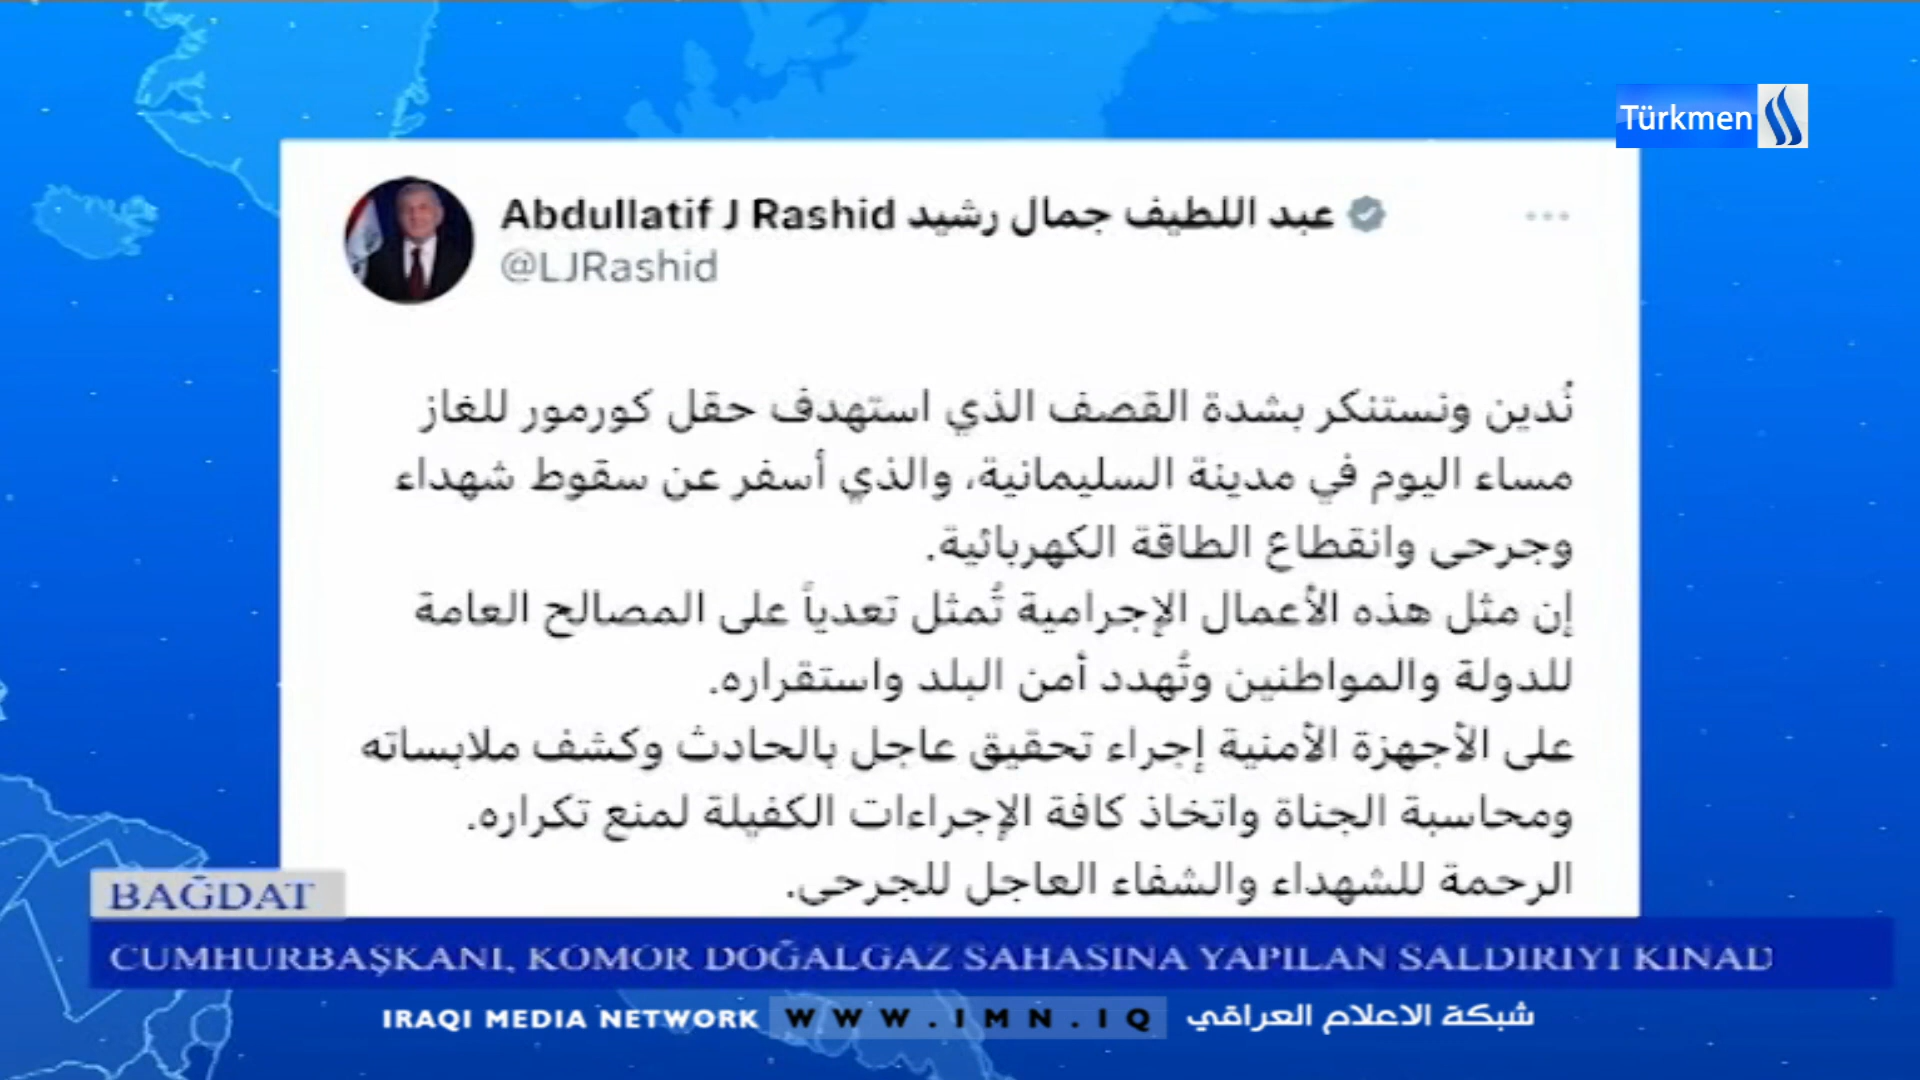 Türkmen
Abdullatif J Rashid عبد اللطيف جمال رشيد
@LJRashid
نُدين ونستنكر بشدة القصف الذي استهدف حقل كورمور للغاز
مساء اليوم في مدينة السليمانية، والذي أسفر عن سقوط شهداء
وجرحى وانقطاع الطاقة الكهربائية.
إن مثل هذه الأعمال الإجرامية تُمثل تعدياً على المصالح العامة
للدولة والمواطنين وتُهدد أمن البلد واستقراره.
على الأجهزة الأمنية إجراء تحقيق عاجل بالحادث وكشف ملابساته
ومحاسبة الجناة واتخاذ كافة الإجراءات الكفيلة لمنع تكراره.
الرحمة للشهداء والشفاء العاجل للجرحى.
BAĞDAT
CUMHURBAŞKANI, KOMOR DOĞALGAZ SAHASINA YAPILAN SALDIRIYI KINAD
IRAQI MEDIA NETWORK WWW.IMN.IQ شبكة الاعلام العراقي